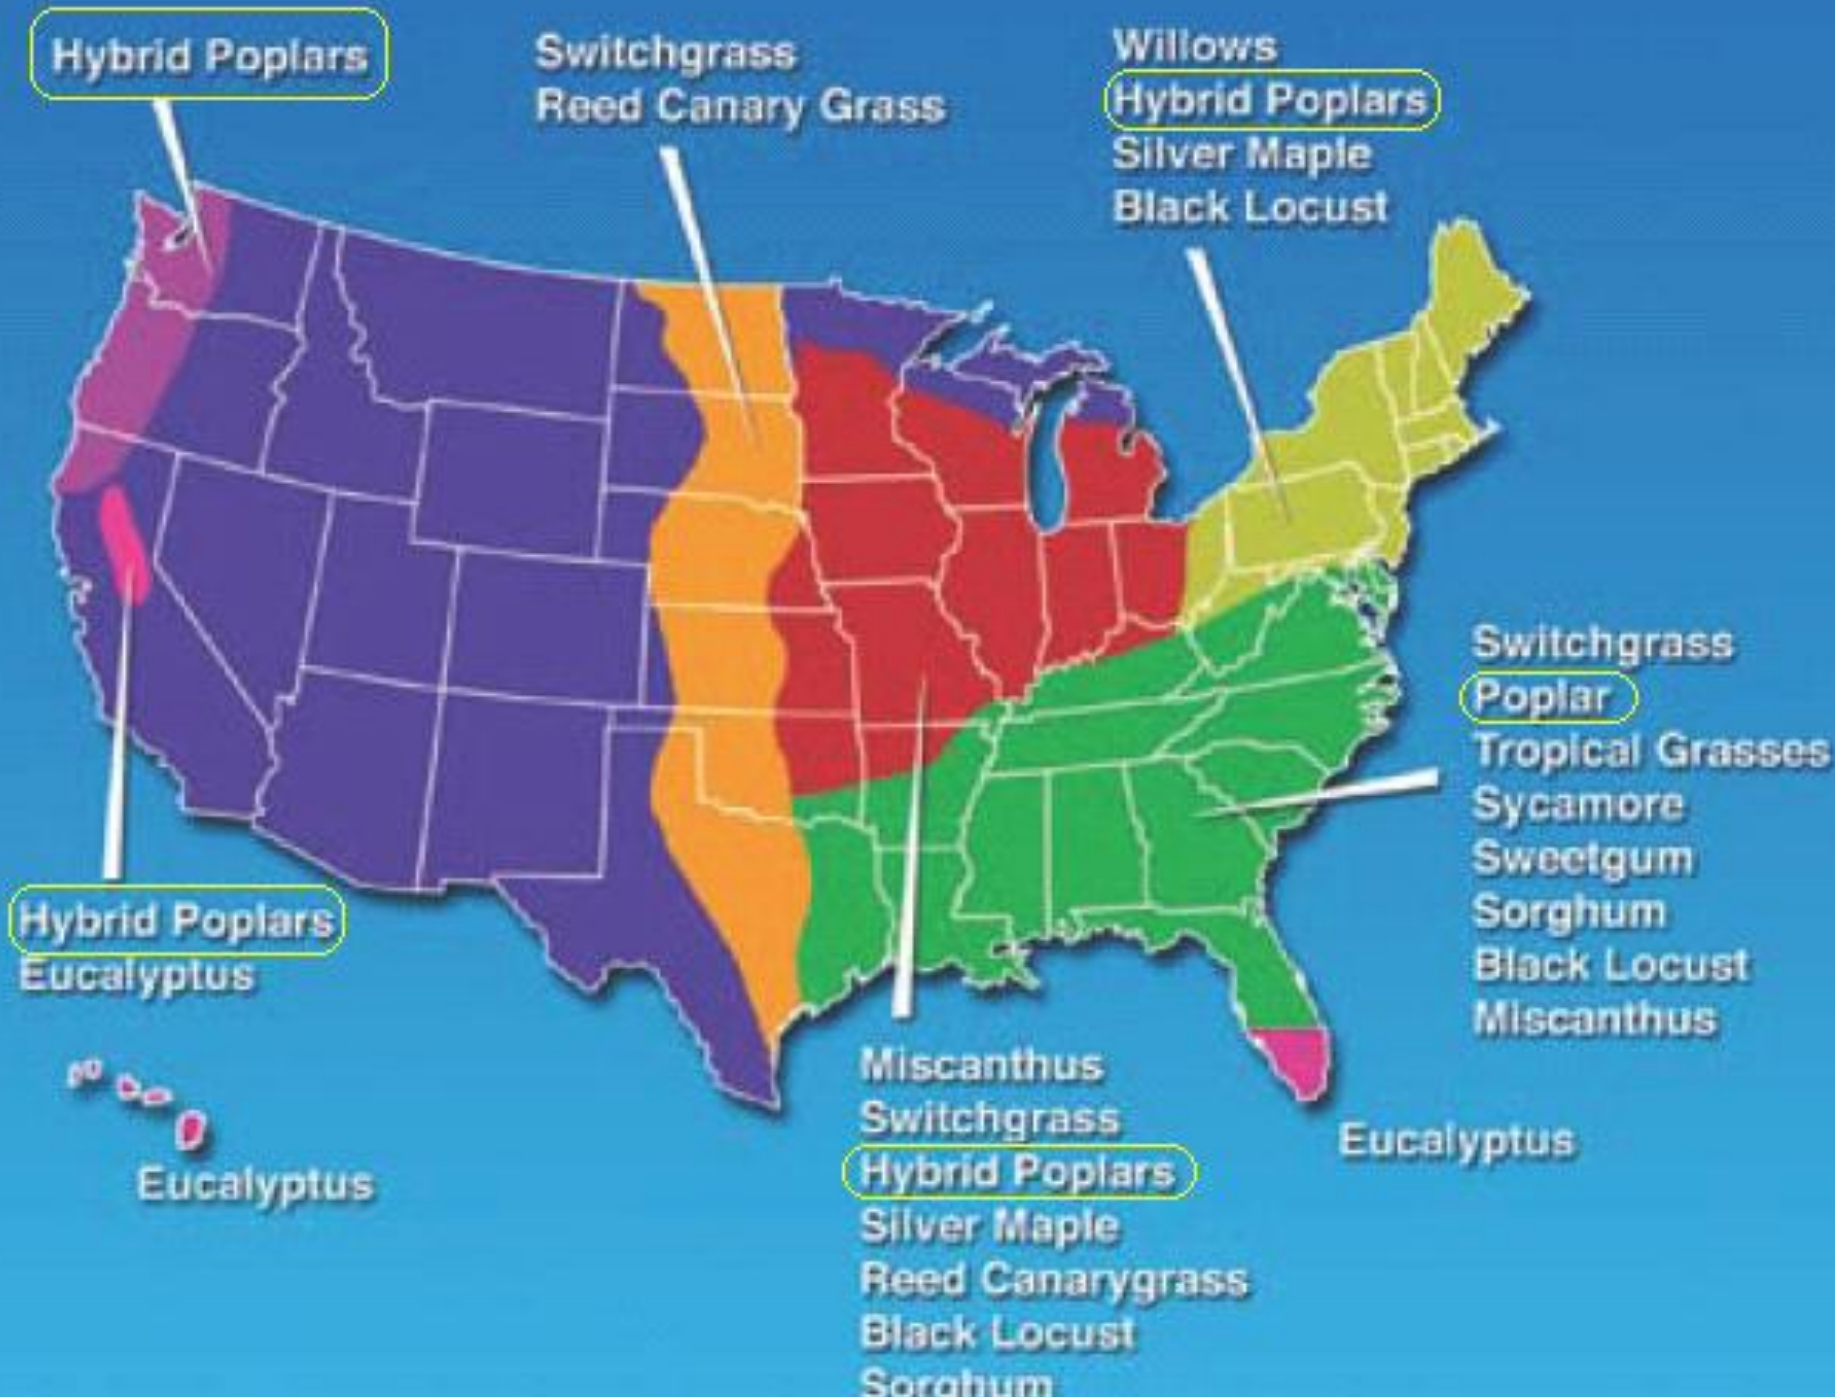 Hybrid Poplars
Switchgrass
Reed Canary Grass
Willows
Hybrid Poplars
Silver Maple
Black Locust
Switchgrass
Poplar
Tropical Grasses
Sycamore
Sweetgum
Sorghum
Black Locust
Miscanthus
Hybrid Poplars
Eucalyptus
Eucalyptus
Miscanthus
Switchgrass
Hybrid Poplars
Silver Maple
Reed Canarygrass
Black Locust
Sorghum
Eucalyptus